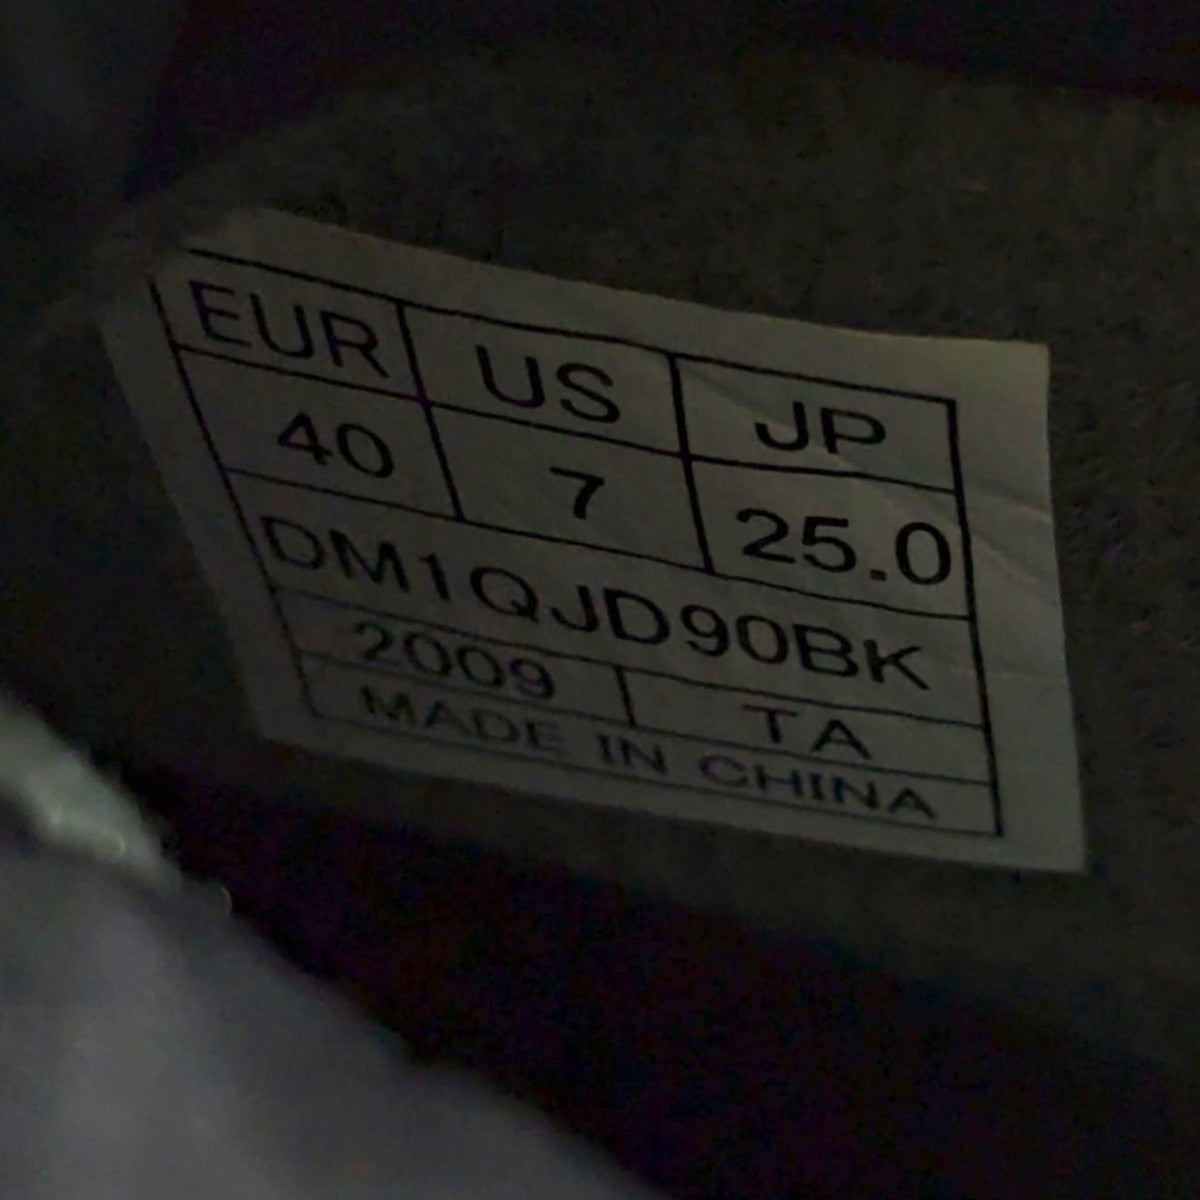 EUR US JP
40 7 25.0
DM1QJD90BK
2009 TA
MADE IN CHINA